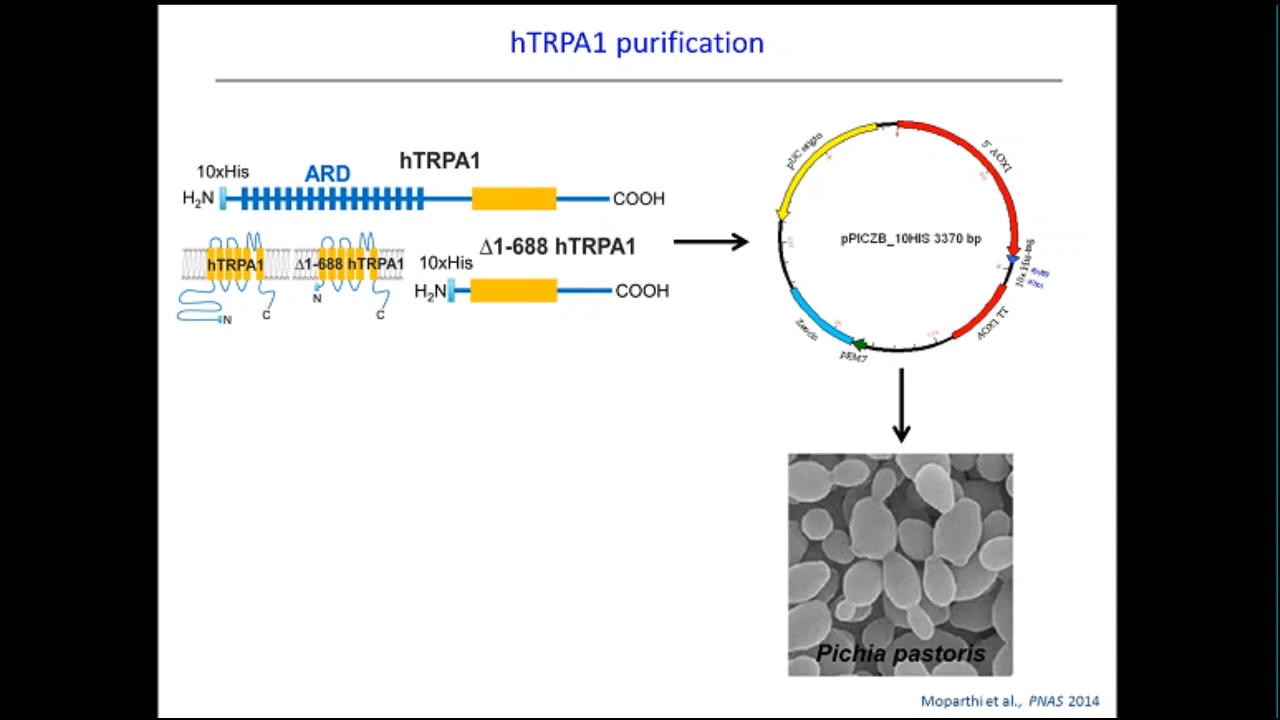 hTRPA1 purification
hTRPA1
10xHis
ARD
H₂N
COOH
Δ1-688 hTRPA1
10xHis
H₂N
COOH
hTRPA1
N
C
Δ1-688 hTRPA1
N
C
pUC origin
5' AOX1
pPICZB_10HIS 3370 bp
AOX1 TT
pEM7
Zeocin
Pichia pastoris
Moparthi et al., PNAS 2014